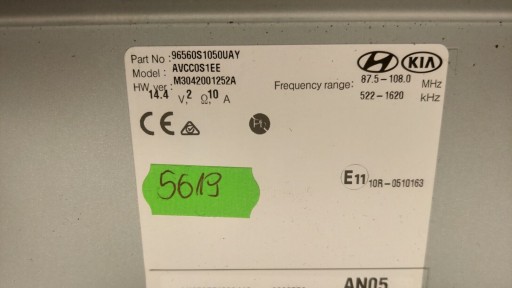 Part No : 96560S1050UAY
Model : AVCC0S1EE
HW ver : M3042001252A
14.4 V, 2 Ω, 10 A
KIA
Frequency range: 87.5-108.0 MHz
522-1620 kHz
CE
5619
E11 10R-0510163
AN05